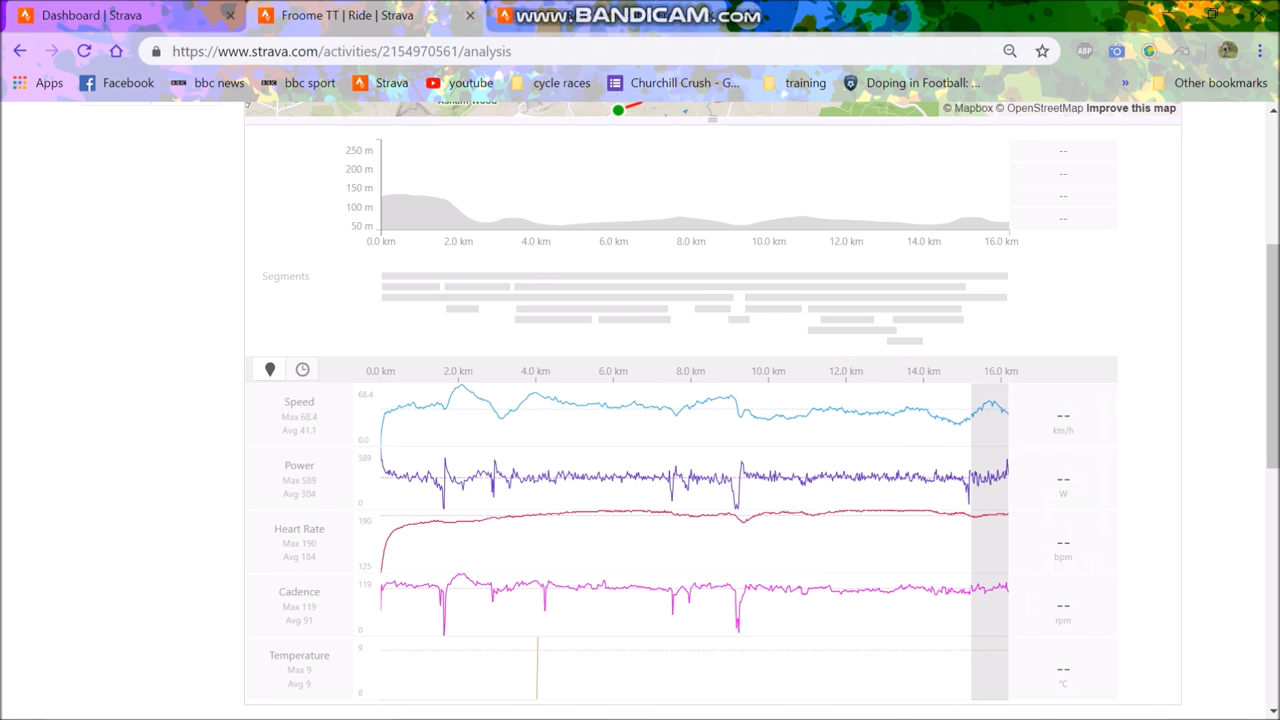 Dashboard | Strava
Froome TT | Ride | Strava
www.BANDICAM.com
https://www.strava.com/activities/2154970561/analysis
ABP
Apps
Facebook
BBC bbc news
BBC bbc sport
Strava
youtube
cycle races
Churchill Crush - G...
training
Doping in Football: ...
»
Other bookmarks
Asham Wood
© Mapbox © OpenStreetMap Improve this map
250 m
200 m
150 m
100 m
50 m
--
--
--
--
0.0 km 2.0 km 4.0 km 6.0 km 8.0 km 10.0 km 12.0 km 14.0 km 16.0 km
Segments
0.0 km 2.0 km 4.0 km 6.0 km 8.0 km 10.0 km 12.0 km 14.0 km 16.0 km
Speed
Max 68.4
Avg 41.1
68.4
0.0
--
km/h
Power
Max 589
Avg 304
589
0
--
W
Heart Rate
Max 190
Avg 184
190
125
--
bpm
Cadence
Max 119
Avg 91
119
0
--
rpm
Temperature
Max 9
Avg 9
9
8
--
°C